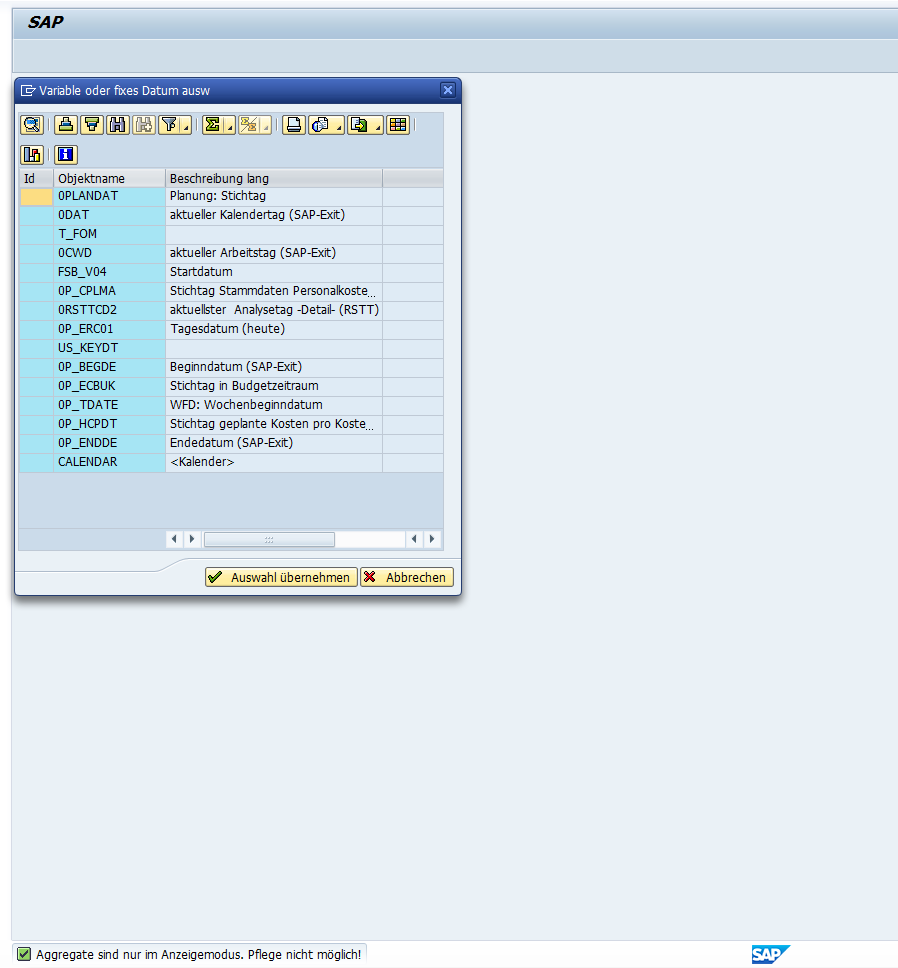 SAP
Variable oder fixes Datum ausw
Id Objektname Beschreibung lang
0PLANDAT Planung: Stichtag
0DAT aktueller Kalendertag (SAP-Exit)
T_FOM
0CWD aktueller Arbeitstag (SAP-Exit)
FSB_V04 Startdatum
0P_CPLMA Stichtag Stammdaten Personalkoste...
0RSTTCD2 aktuellster Analysetag -Detail- (RSTT)
0P_ERC01 Tagesdatum (heute)
US_KEYDT
0P_BEGDE Beginndatum (SAP-Exit)
0P_ECBUK Stichtag in Budgetzeitraum
0P_TDATE WFD: Wochenbeginndatum
0P_HCPDT Stichtag geplante Kosten pro Koste...
0P_ENDDE Endedatum (SAP-Exit)
CALENDAR <Kalender>
Auswahl übernehmen Abbrechen
Aggregate sind nur im Anzeigemodus. Pflege nicht möglich!
SAP